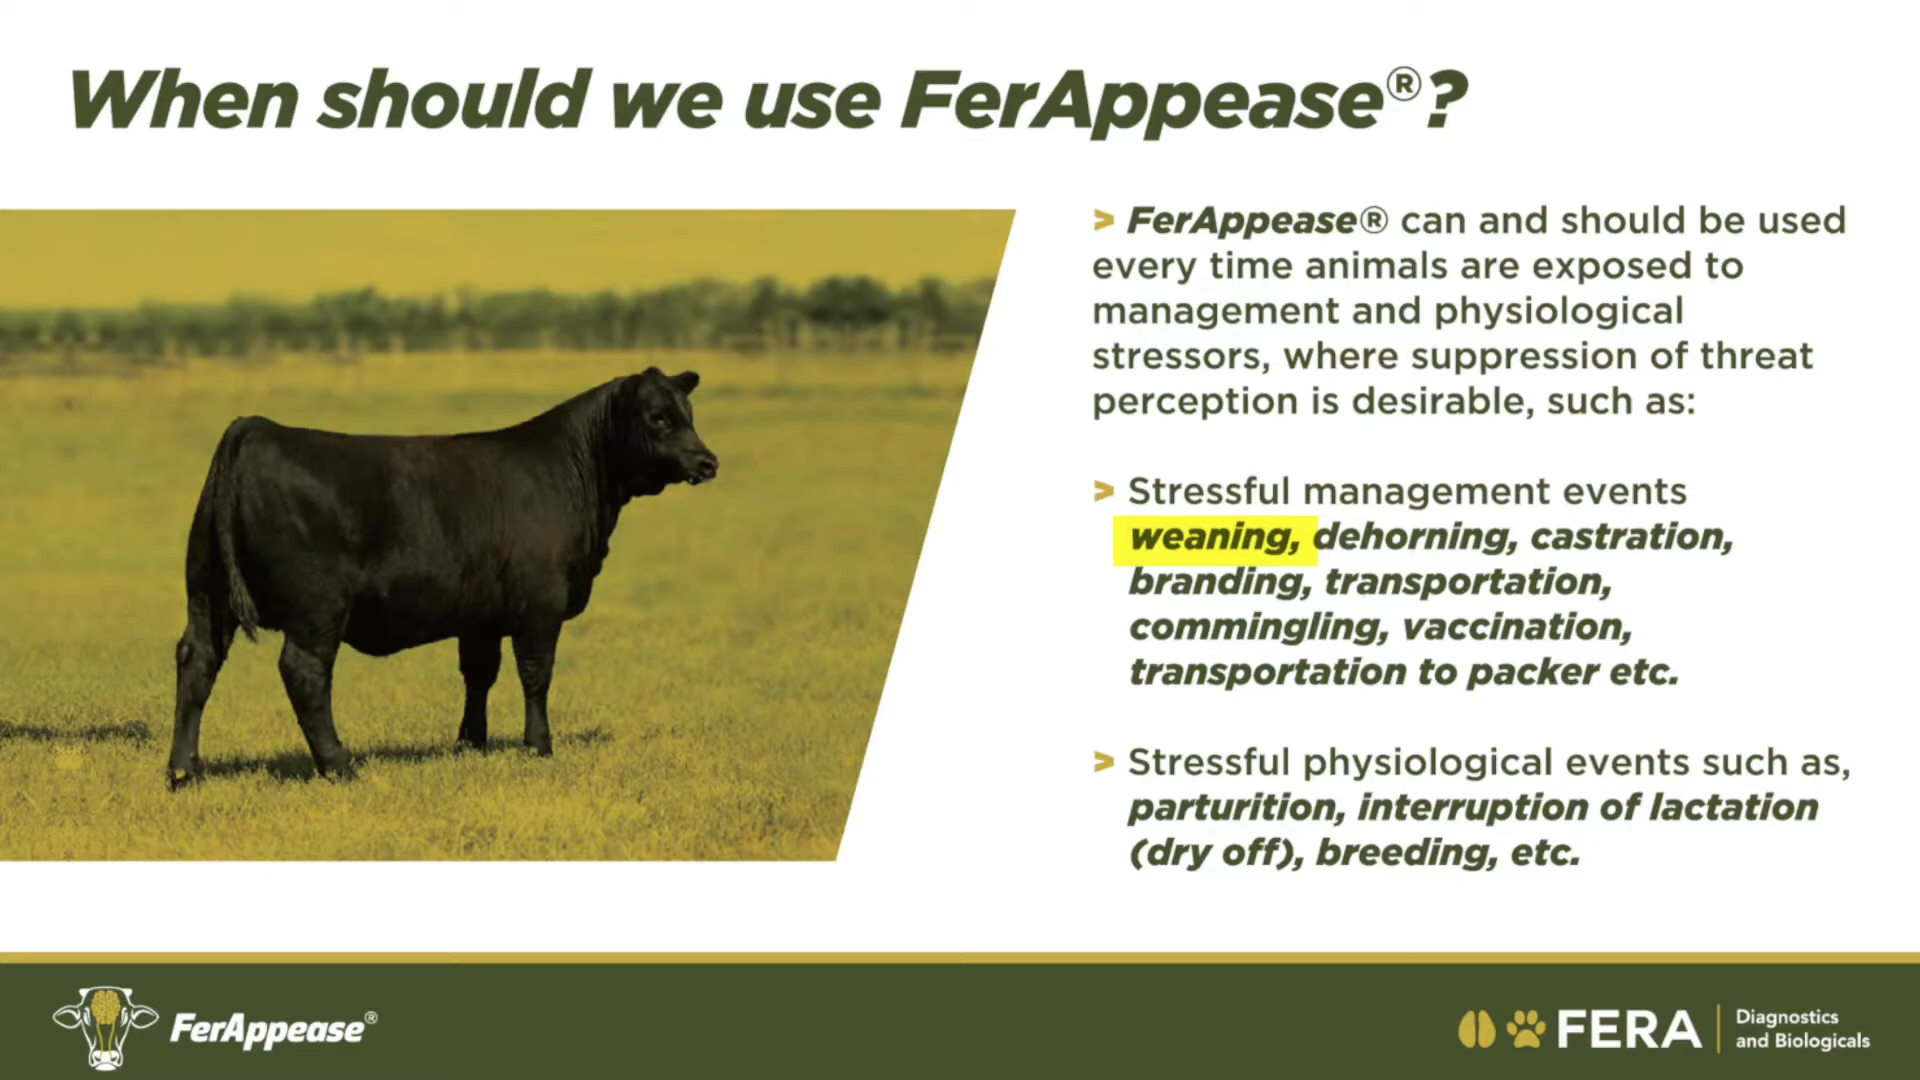 When should we use FerAppease®?
> FerAppease® can and should be used
every time animals are exposed to
management and physiological
stressors, where suppression of threat
perception is desirable, such as:
> Stressful management events
weaning, dehorning, castration,
branding, transportation,
commingling, vaccination,
transportation to packer etc.
> Stressful physiological events such as,
parturition, interruption of lactation
(dry off), breeding, etc.
FerAppease®
FERA
Diagnostics
and Biologicals